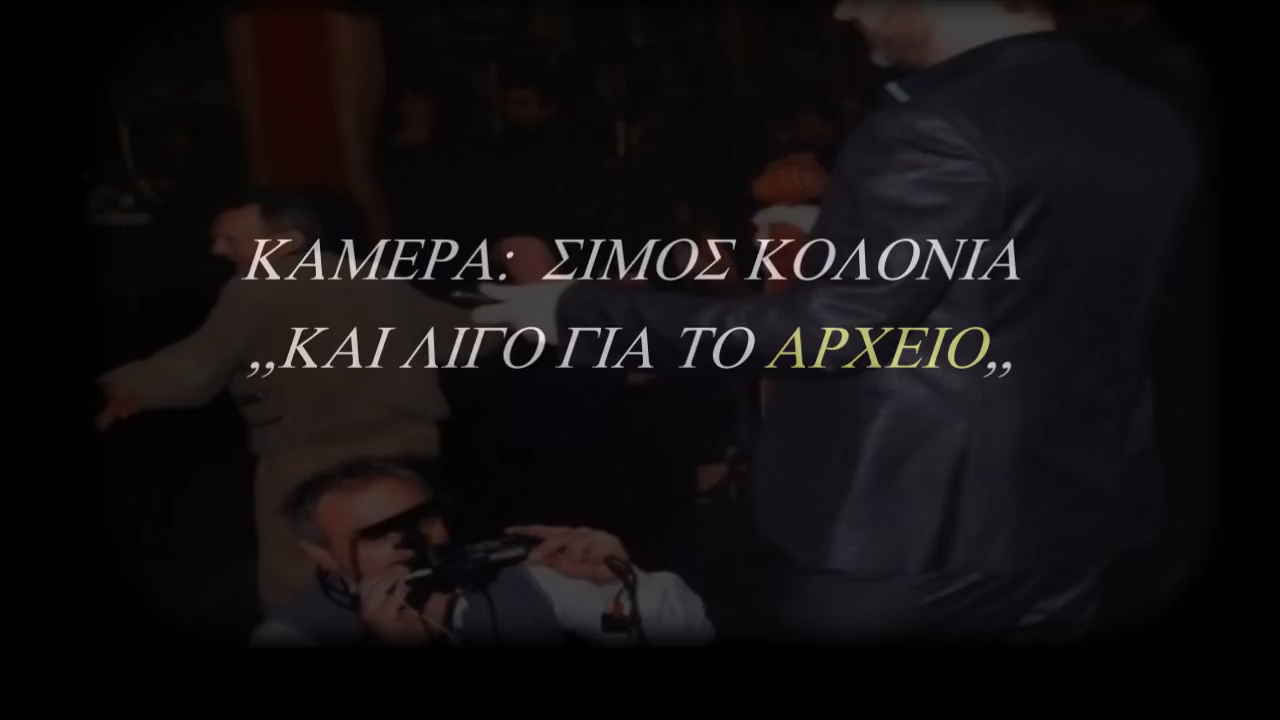 ΚΑΜΕΡΑ: ΣΙΜΟΣ ΚΟΛΟΝΙΑ
,,ΚΑΙ ΛΙΓΟ ΓΙΑ ΤΟ ΑΡΧΕΙΟ,,